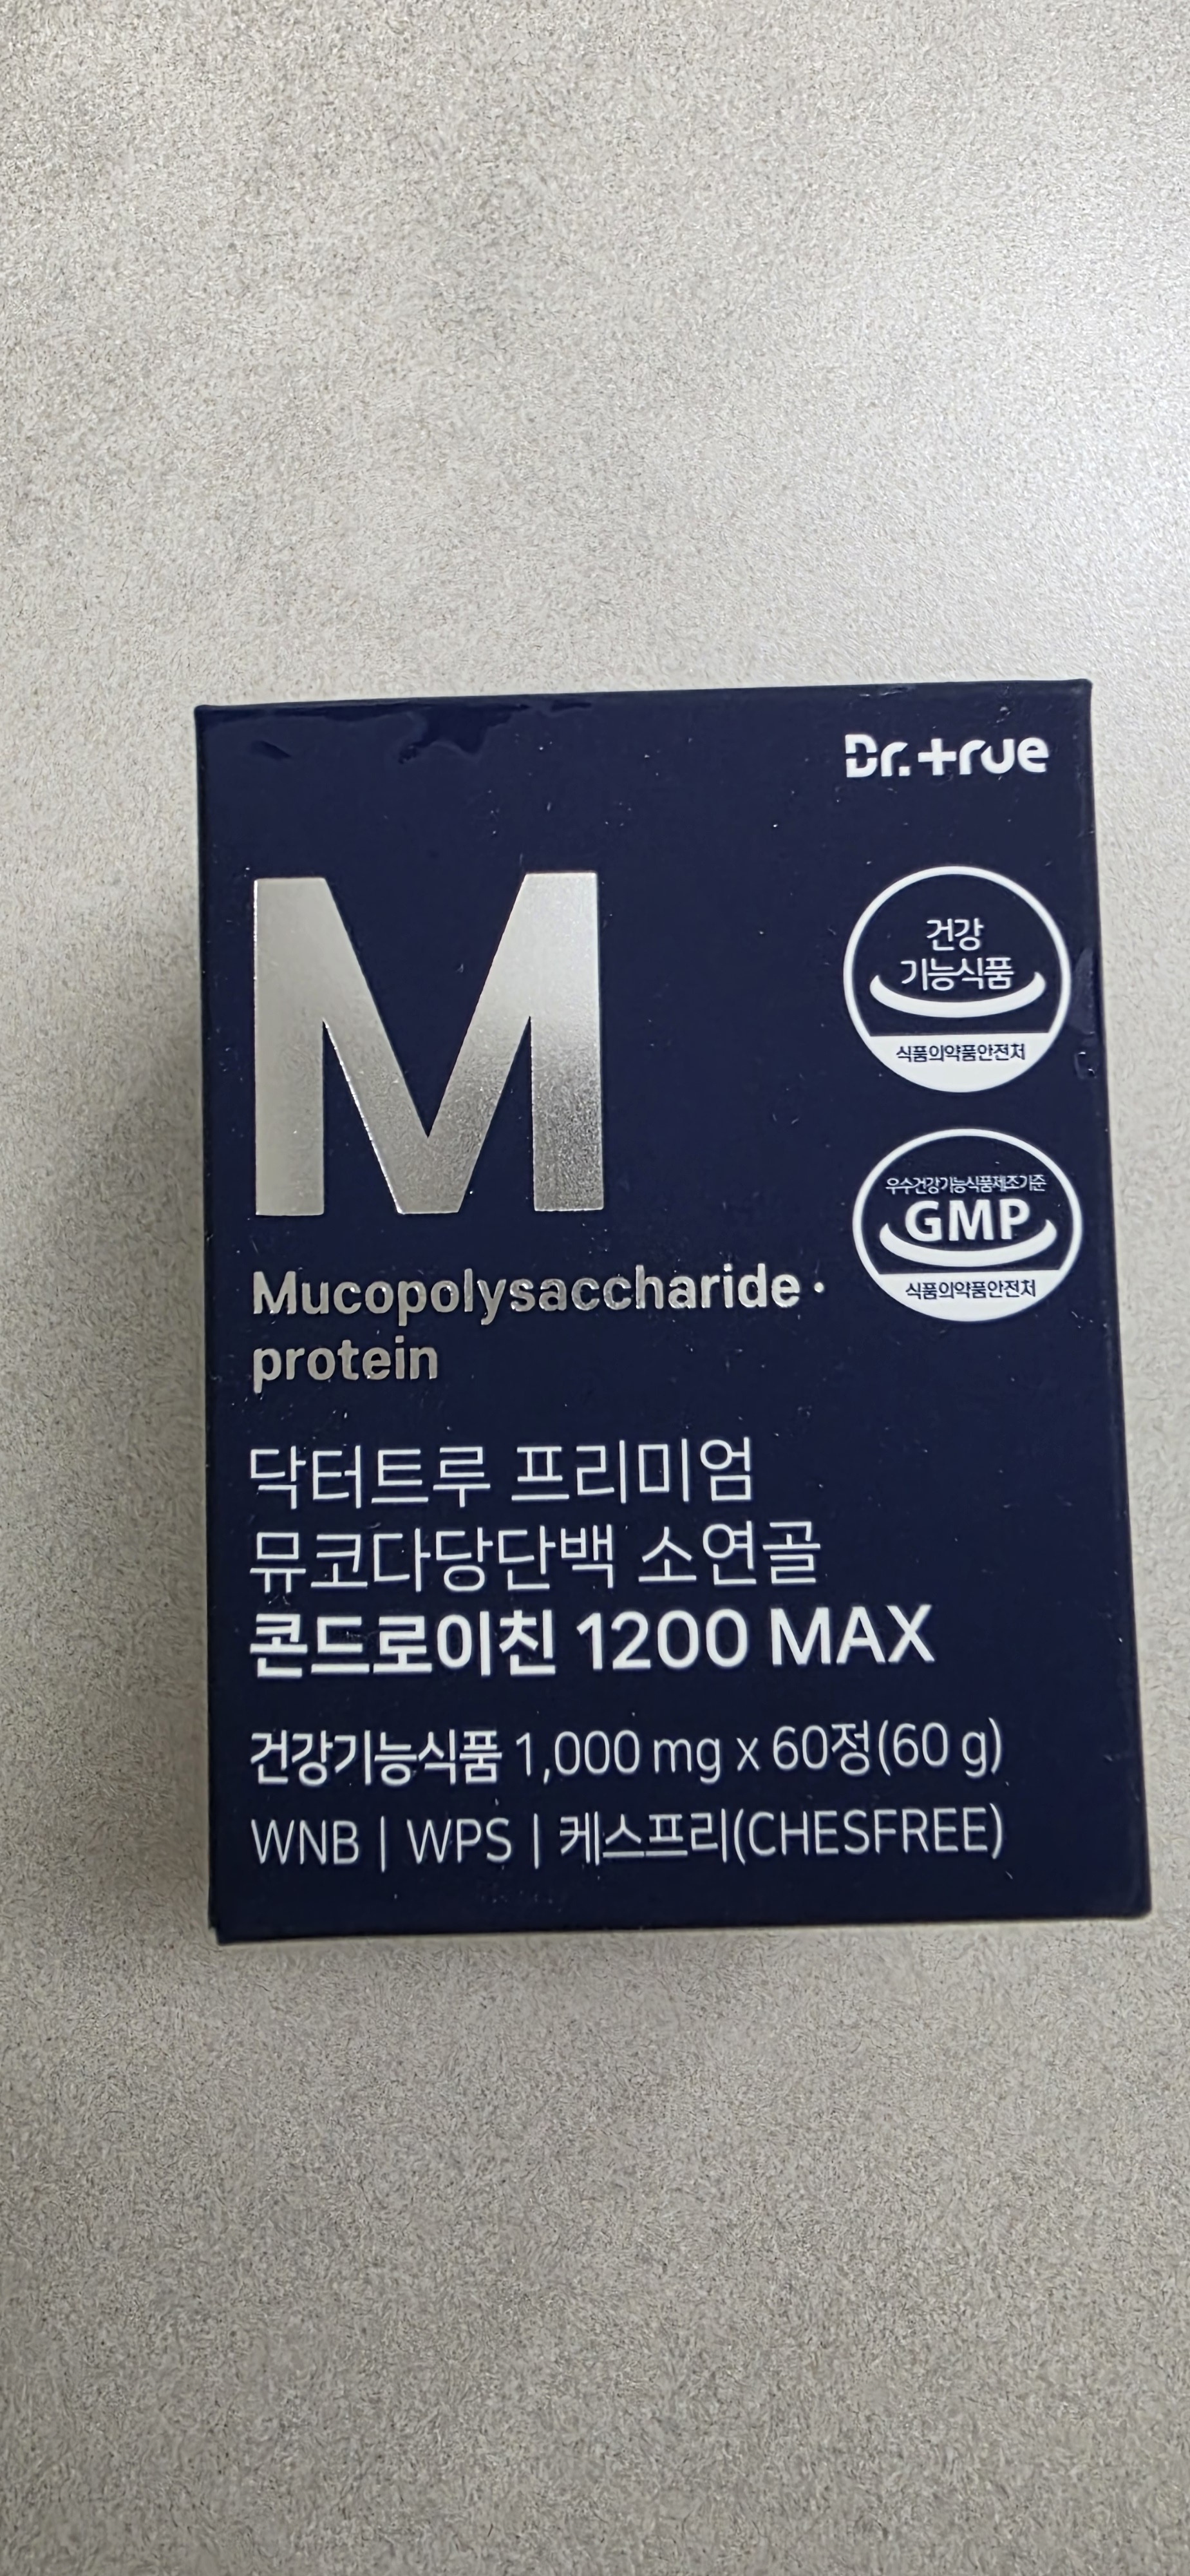 Dr.true
M
건강
기능식품
식품의약품안전처
우수건강기능식품제조기준
GMP
식품의약품안전처
Mucopolysaccharide·
protein
닥터트루 프리미엄
뮤코다당단백 소연골
콘드로이친 1200 MAX
건강기능식품 1,000 mg x 60정(60 g)
WNB | WPS | 케스프리(CHESFREE)